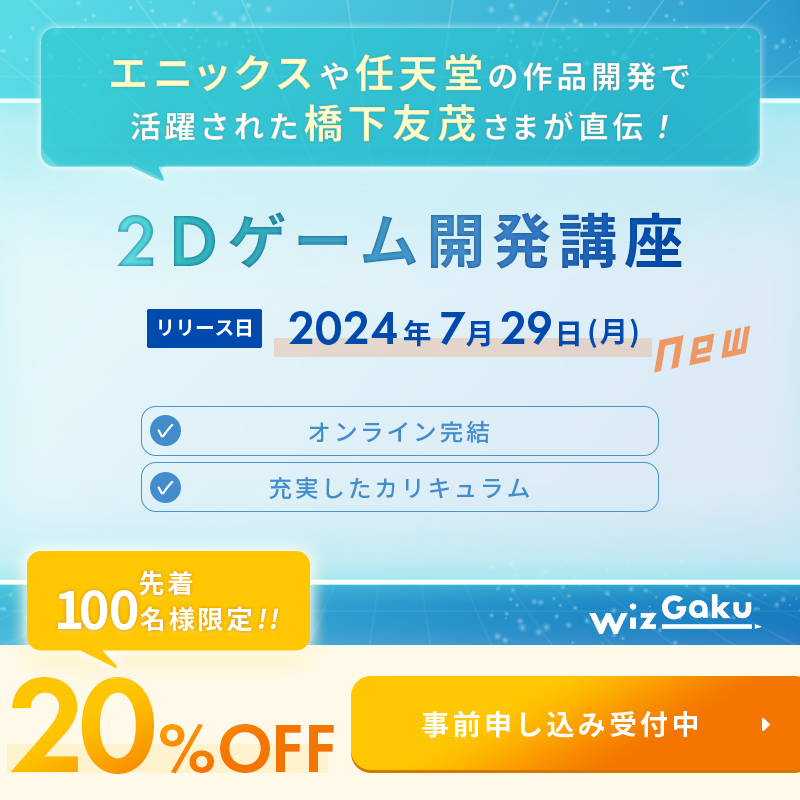 エニックスや任天堂の作品開発で
活躍された橋下友茂さまが直伝！
2Dゲーム開発講座
リリース日 2024年7月29日(月)
new
オンライン完結
充実したカリキュラム
先着
100名様限定!!
WizGaku
20%OFF
事前申し込み受付中